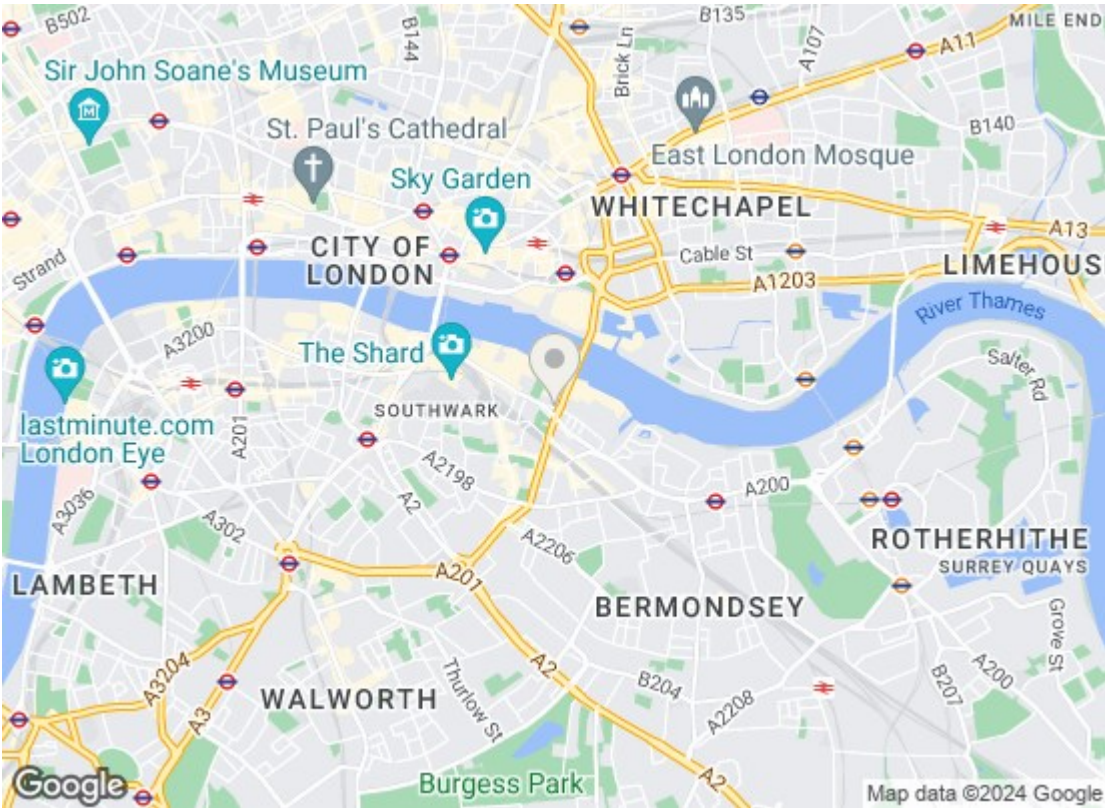 B502
B144
B135
Brick Ln
A107
A11
MILE END
Sir John Soane's Museum
St. Paul's Cathedral
Sky Garden
East London Mosque
B140
WHITECHAPEL
CITY OF
LONDON
Strand
Cable St
A13
LIMEHOUS
A1203
River Thames
A3200
The Shard
Salter Rd
SOUTHWARK
lastminute.com
London Eye
A201
A2198
A200
A3036
A302
A2
A2206
ROTHERHITHE
SURREY QUAYS
LAMBETH
A201
BERMONDSEY
Grove St
A3204
A3
WALWORTH
Thurlow St
A2
B204
A2208
B207
A200
A2
Burgess Park
Google
Map data ©2024 Google